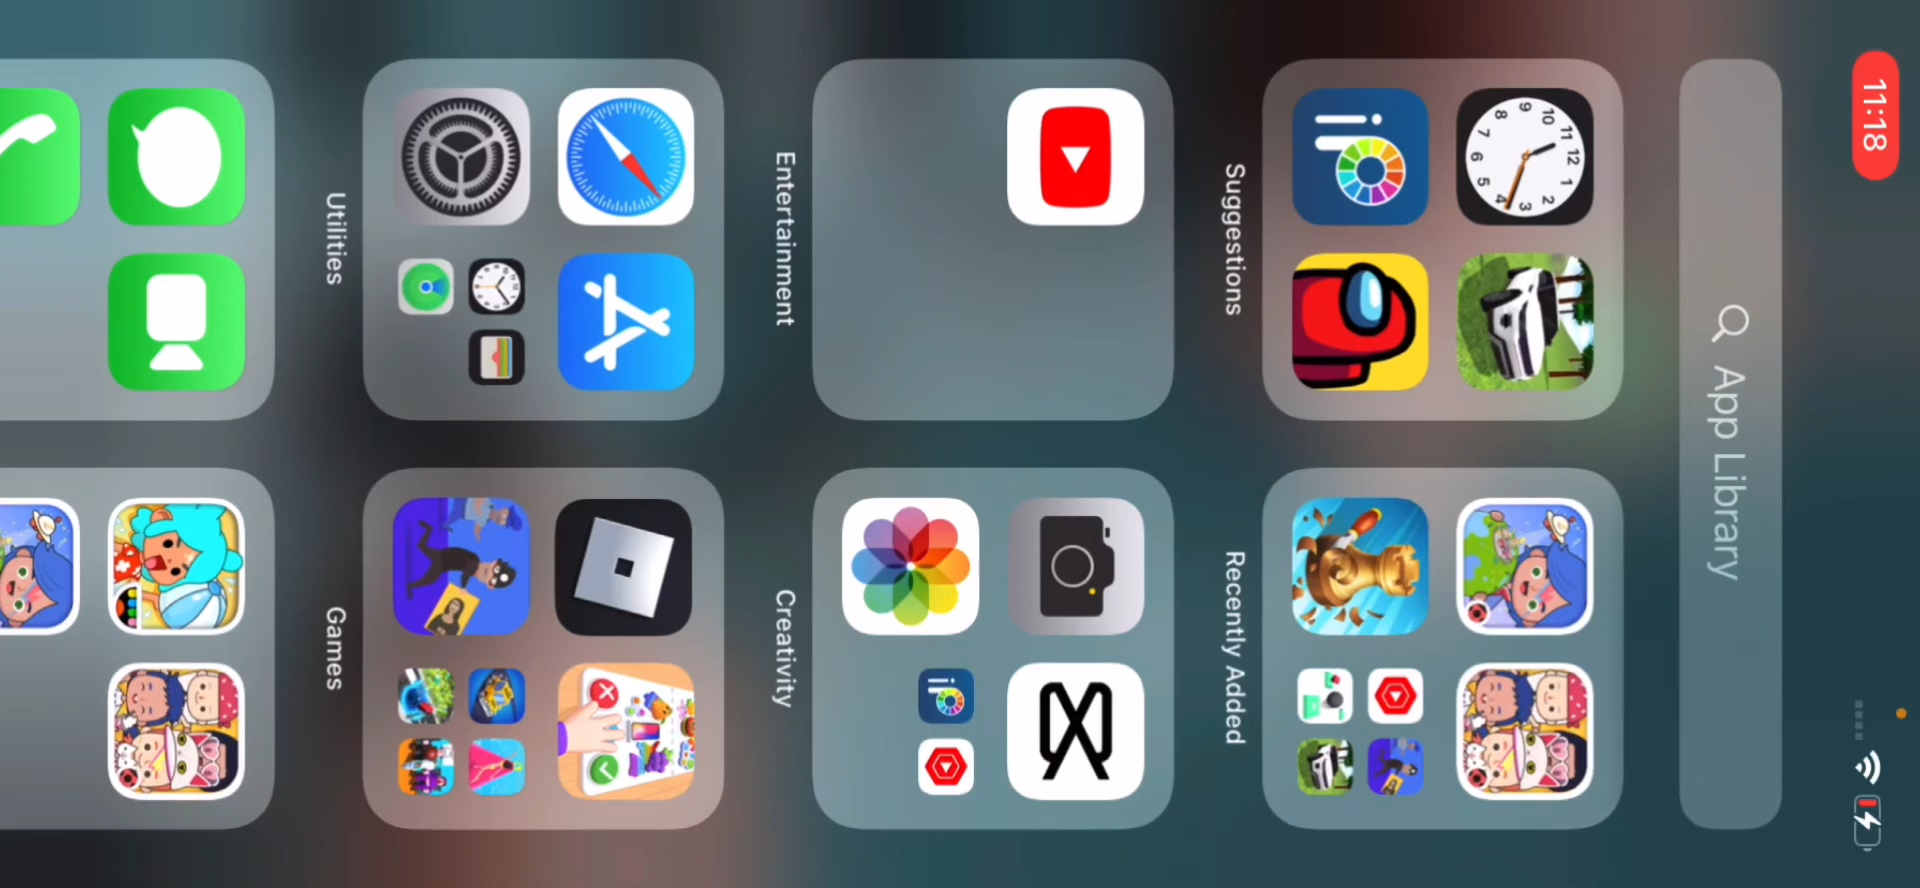 11:18
App Library
Suggestions
Recently Added
Entertainment
Creativity
Utilities
Games